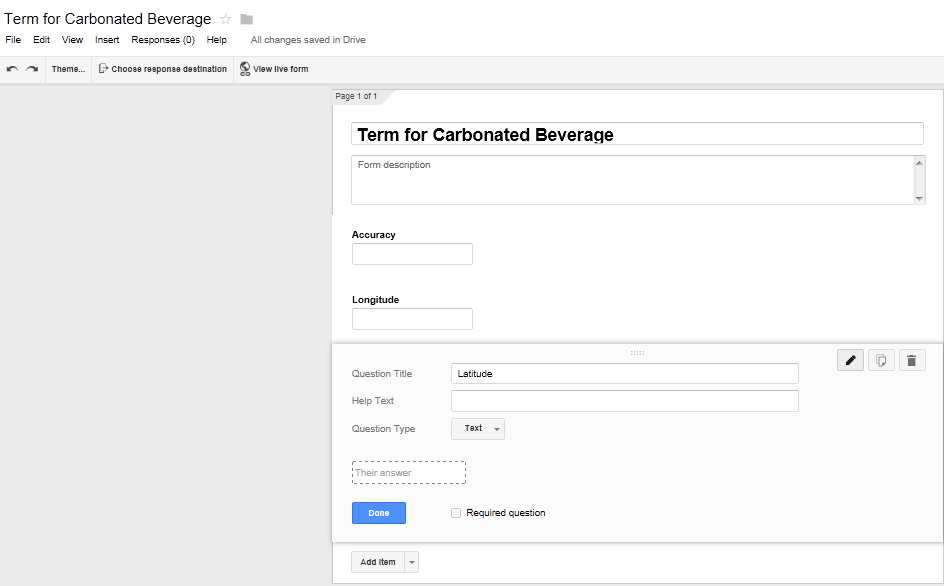 Term for Carbonated Beverage
File Edit View Insert Responses (0) Help All changes saved in Drive
Theme... Choose response destination View live form
Page 1 of 1
Term for Carbonated Beverage
Form description
Accuracy
Longitude
Question Title Latitude
Help Text
Question Type Text
Their answer
Done Required question
Add item